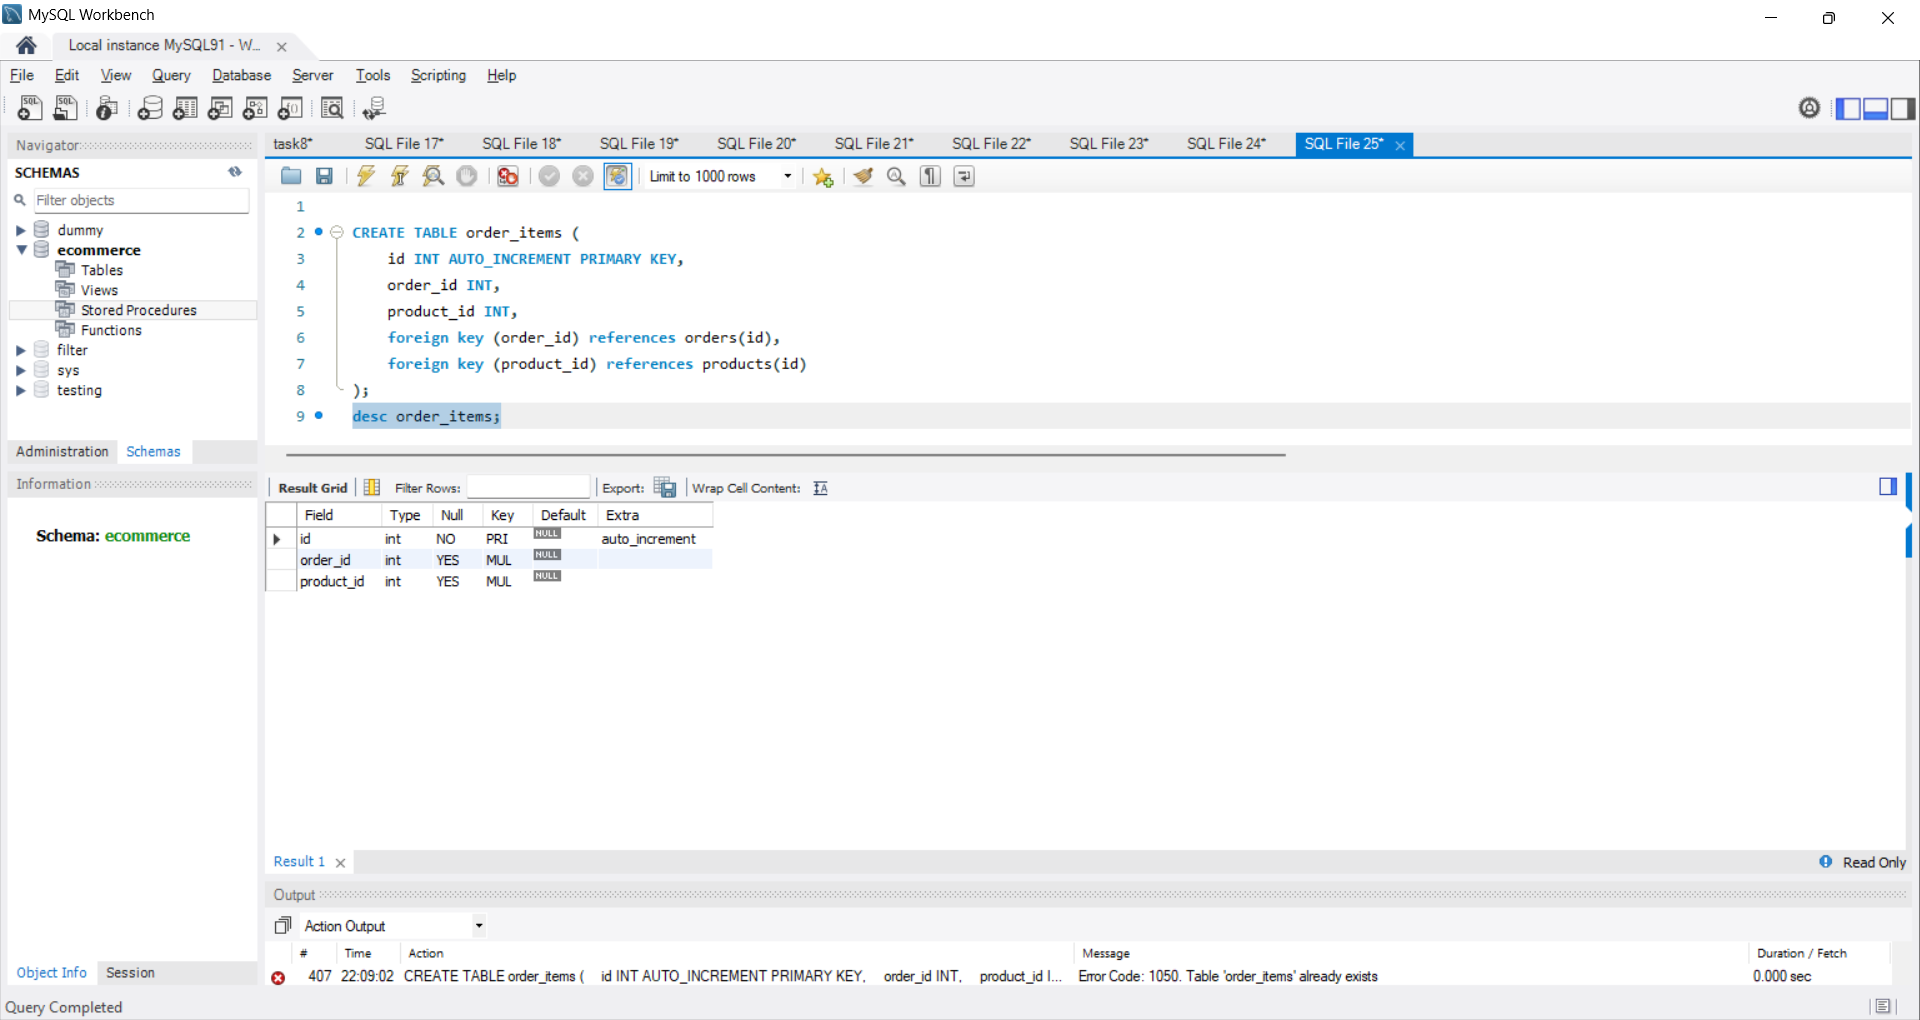 MySQL Workbench
Local instance MySQL91 - W...
File Edit View Query Database Server Tools Scripting Help
Navigator
SCHEMAS
Filter objects
dummy
ecommerce
Tables
Views
Stored Procedures
Functions
filter
sys
testing
Administration Schemas
Information
Schema: ecommerce
Object Info Session
task8* SQL File 17* SQL File 18* SQL File 19* SQL File 20* SQL File 21* SQL File 22* SQL File 23* SQL File 24* SQL File 25*
Limit to 1000 rows
1
2 CREATE TABLE order_items (
3 id INT AUTO_INCREMENT PRIMARY KEY,
4 order_id INT,
5 product_id INT,
6 foreign key (order_id) references orders(id),
7 foreign key (product_id) references products(id)
8 );
9 desc order_items;
Result Grid Filter Rows: Export: Wrap Cell Content:
Field Type Null Key Default Extra
id int NO PRI NULL auto_increment
order_id int YES MUL NULL
product_id int YES MUL NULL
Result 1
Read Only
Output
Action Output
# Time Action Message Duration / Fetch
407 22:09:02 CREATE TABLE order_items ( id INT AUTO_INCREMENT PRIMARY KEY, order_id INT, product_id I... Error Code: 1050. Table 'order_items' already exists 0.000 sec
Query Completed